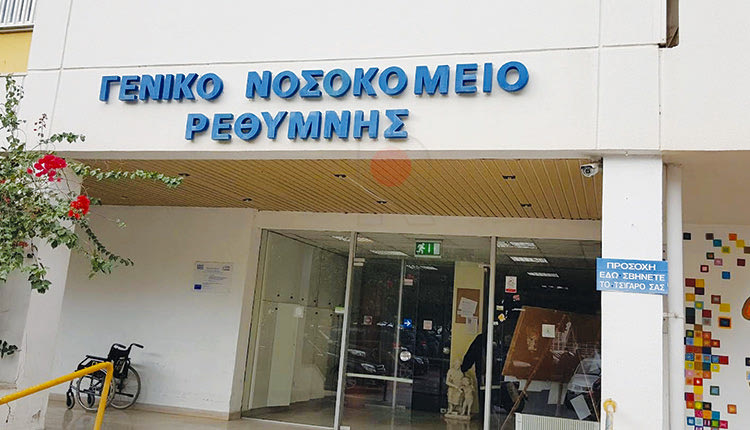 ΓΕΝΙΚΟ ΝΟΣΟΚΟΜΕΙΟ
ΡΕΘΥΜΝΗΣ
ΠΡΟΣΟΧΗ
ΕΔΩ ΣΒΗΝΕΤΕ
ΤΟ ΤΣΙΓΑΡΟ ΣΑΣ